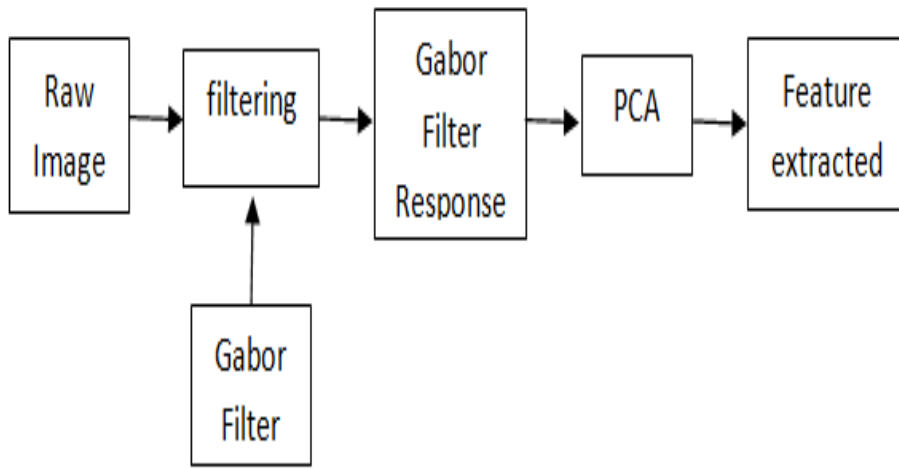 Raw
Image
filtering
Gabor
Filter
Response
PCA
Feature
extracted
Gabor
Filter